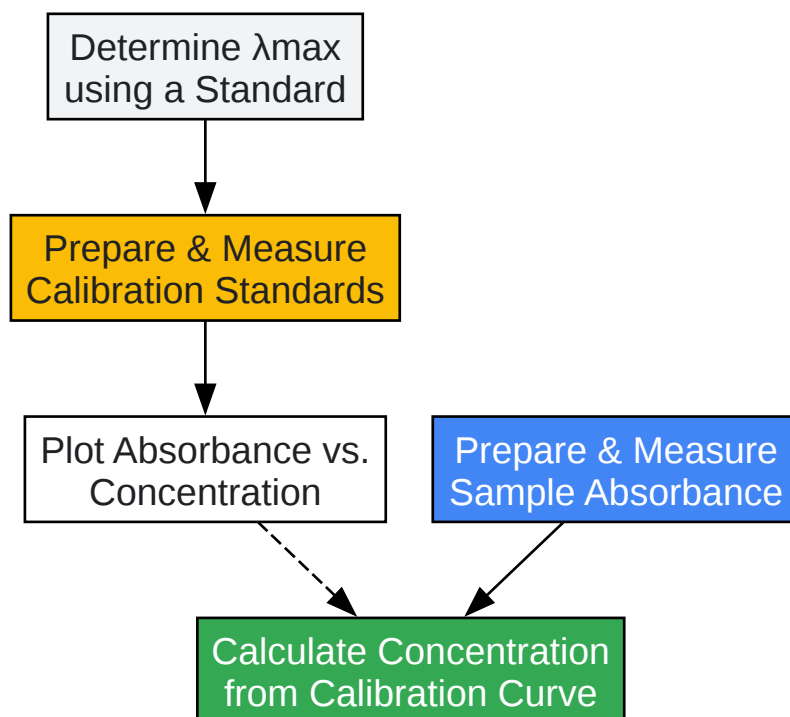 Determine λmax
using a Standard
Prepare & Measure
Calibration Standards
Plot Absorbance vs.
Concentration
Prepare & Measure
Sample Absorbance
Calculate Concentration
from Calibration Curve